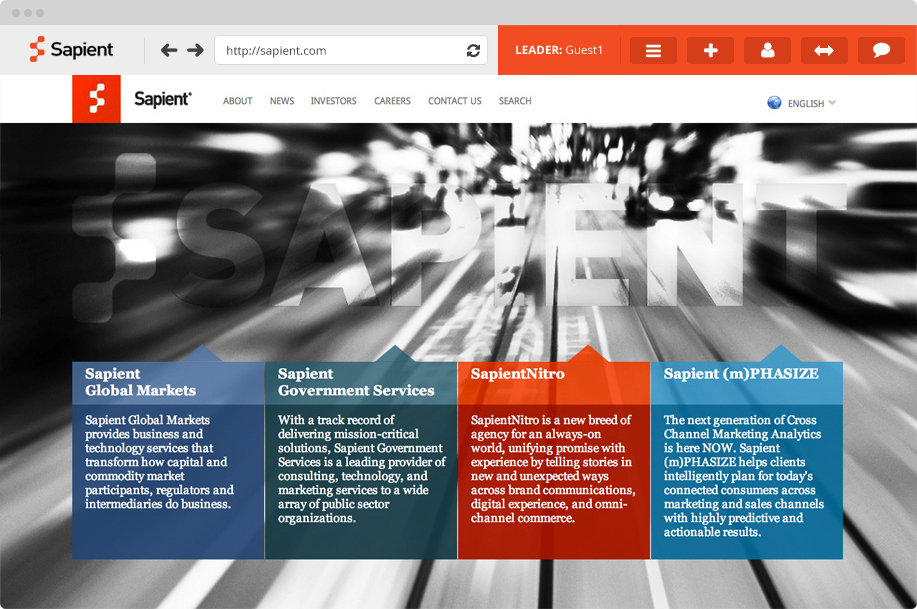 Sapient
http://sapient.com
LEADER: Guest1
Sapient®
ABOUT
NEWS
INVESTORS
CAREERS
CONTACT US
SEARCH
ENGLISH
SAPIENT
Sapient
Global Markets
Sapient Global Markets
provides business and
technology services that
transform how capital and
commodity market
participants, regulators and
intermediaries do business.
Sapient
Government Services
With a track record of
delivering mission-critical
solutions, Sapient Government
Services is a leading provider of
consulting, technology, and
marketing services to a wide
array of public sector
organizations.
SapientNitro
SapientNitro is a new breed of
agency for an always-on
world, unifying promise with
experience by telling stories in
new and unexpected ways
across brand communications,
digital experience, and omni-
channel commerce.
Sapient (m)PHASIZE
The next generation of Cross
Channel Marketing Analytics
is here NOW. Sapient
(m)PHASIZE helps clients
intelligently plan for today's
connected consumers across
marketing and sales channels
with highly predictive and
actionable results.